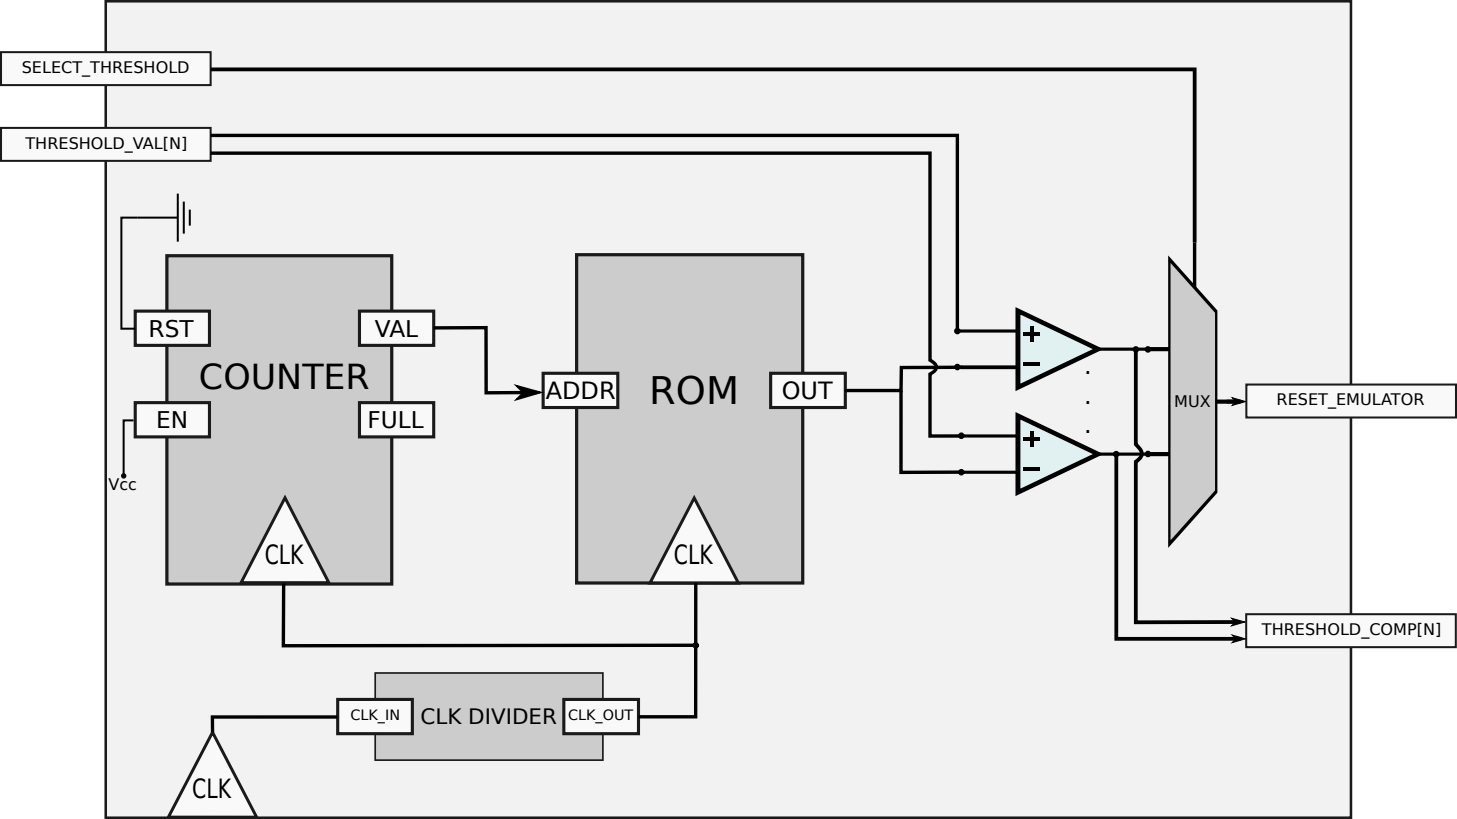 SELECT_THRESHOLD
THRESHOLD_VAL[N]
RST
VAL
COUNTER
EN
FULL
Vcc
CLK
ADDR
ROM
OUT
CLK
+
−
+
−
MUX
RESET_EMULATOR
THRESHOLD_COMP[N]
CLK_IN
CLK DIVIDER
CLK_OUT
CLK